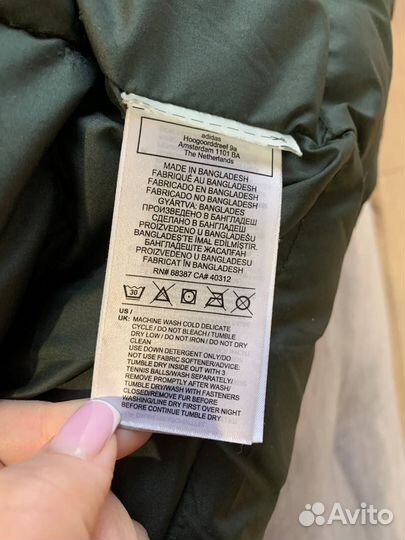 adidas
Hoogoorddreef 9a
Amsterdam 1101 BA
The Netherlands
MADE IN BANGLADESH
FABRIQUÉ AU BANGLADESH
FABRICADO EN BANGLADESH
FABRICADO NO BANGLADESH
GYÁRTVA: BANGLADES
ПРОИЗВЕДЕНО В БАНГЛАДЕШ
СДЕЛАНО В БАНГЛАДЕШ
PROIZVEDENO U BANGLADEŠU
BANGLADEŞ'TE İMAL EDİLMİŞTİR.
БАНГЛАДЕШТЕ ЖАСАЛҒАН
PROIZVEDENO U BANGLADEŠ
FABRICAT ÎN BANGLADESH
RN# 88387 CA# 40312
30
US /
UK: MACHINE WASH COLD DELICATE
CYCLE / DO NOT BLEACH / TUMBLE
DRY LOW / DO NOT IRON / DO NOT DRY
CLEAN
USE DOWN DETERGENT ONLY/DO
NOT USE FABRIC SOFTENER/ADVICE:
TUMBLE DRY INSIDE OUT WITH 3
TENNIS BALLS/WASH SEPARATELY
REMOVE PROMPTLY AFTER WASH/
TUMBLE DRY/WASH WITH FASTENERS
CLOSED/REMOVE FUR BEFORE
WASHING/LINE DRY FIRST OVER NIGHT
BEFORE CONTINUE TUMBLE DRY
Avito